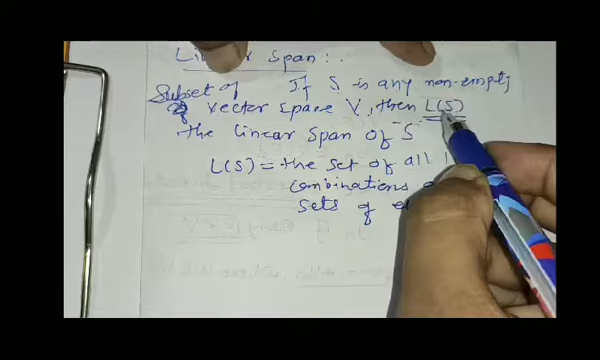 Linear Span :-
If S is any non-empty
Subset of vector space V, then L(S)
the linear span of "S"
L(S) = the set of all
combinations
sets of